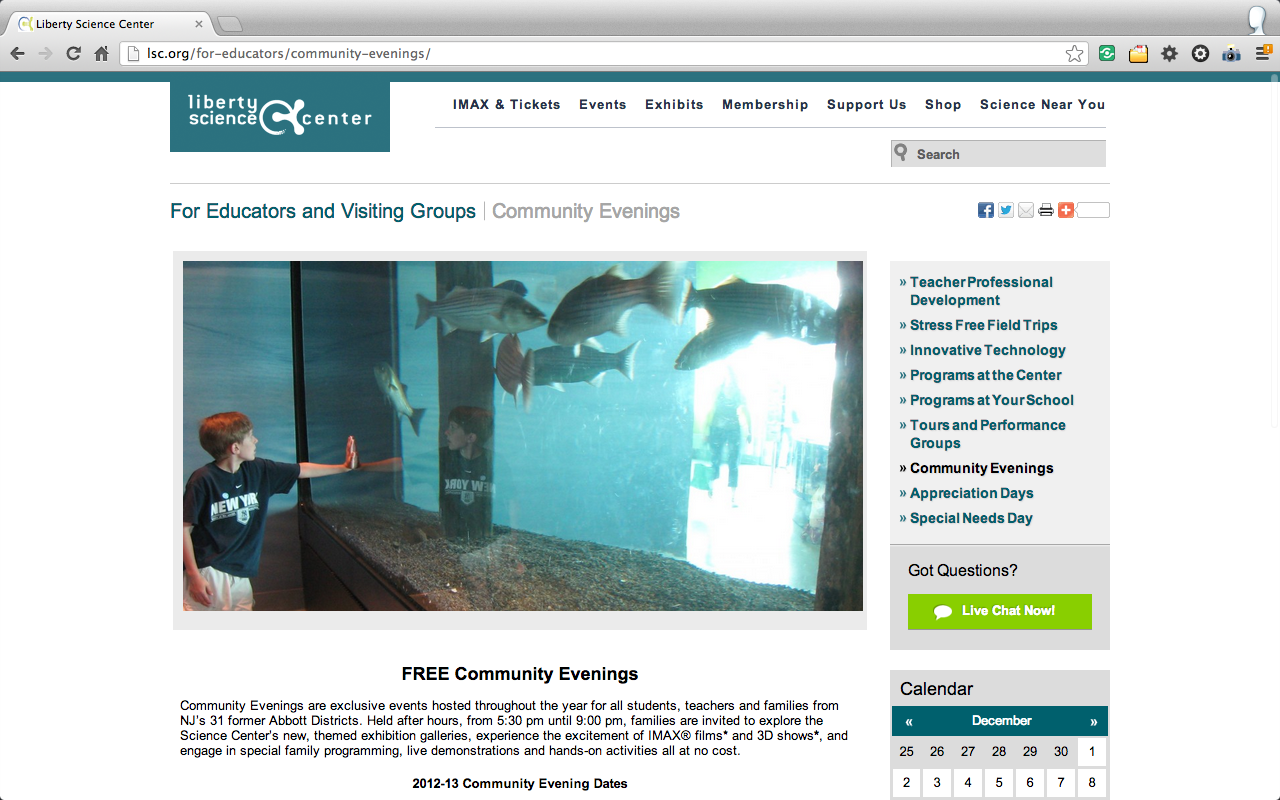 Liberty Science Center
lsc.org/for-educators/community-evenings/
liberty
science center
IMAX & Tickets Events Exhibits Membership Support Us Shop Science Near You
Search
For Educators and Visiting Groups | Community Evenings
NEW YORK
» Teacher Professional
Development
» Stress Free Field Trips
» Innovative Technology
» Programs at the Center
» Programs at Your School
» Tours and Performance
Groups
» Community Evenings
» Appreciation Days
» Special Needs Day
Got Questions?
Live Chat Now!
FREE Community Evenings
Community Evenings are exclusive events hosted throughout the year for all students, teachers and families from
NJ's 31 former Abbott Districts. Held after hours, from 5:30 pm until 9:00 pm, families are invited to explore the
Science Center's new, themed exhibition galleries, experience the excitement of IMAX® films* and 3D shows*, and
engage in special family programming, live demonstrations and hands-on activities all at no cost.
2012-13 Community Evening Dates
Calendar
« December »
25 26 27 28 29 30 1
2 3 4 5 6 7 8